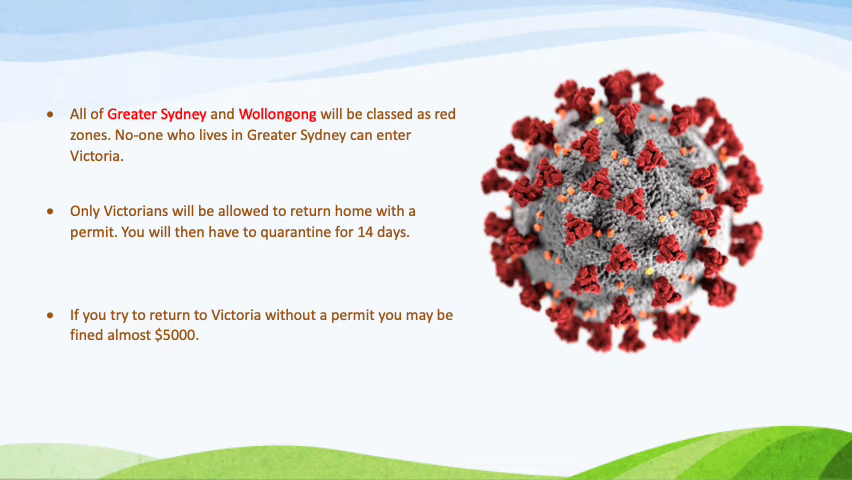 • All of Greater Sydney and Wollongong will be classed as red
zones. No-one who lives in Greater Sydney can enter
Victoria.
• Only Victorians will be allowed to return home with a
permit. You will then have to quarantine for 14 days.
• If you try to return to Victoria without a permit you may be
fined almost $5000.